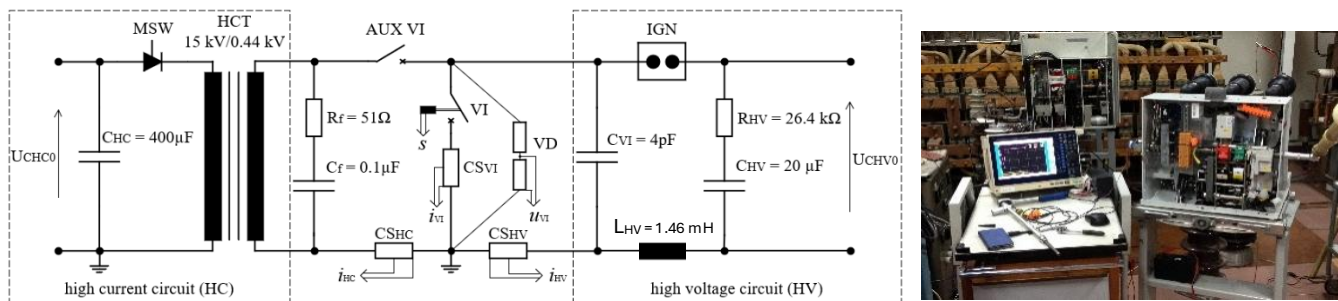 MSW
HCT
15 kV/0.44 kV
AUX VI
IGN
Rf = 51Ω
VI
RHV = 26.4 kΩ
CHC = 400µF
s
VD
CVI = 4pF
UCHC0
CSVI
CHV = 20 µF
UCHV0
Cf = 0.1µF
iVI
uVI
CSHC
CSHV
LHV = 1.46 mH
iHC
iHV
high current circuit (HC)
high voltage circuit (HV)